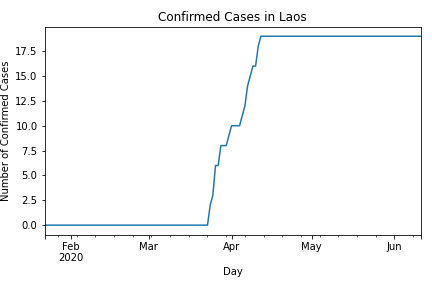 Confirmed Cases in Laos
Number of Confirmed Cases
17.5
15.0
12.5
10.0
7.5
5.0
2.5
0.0
Feb
2020
Mar
Apr
May
Jun
Day